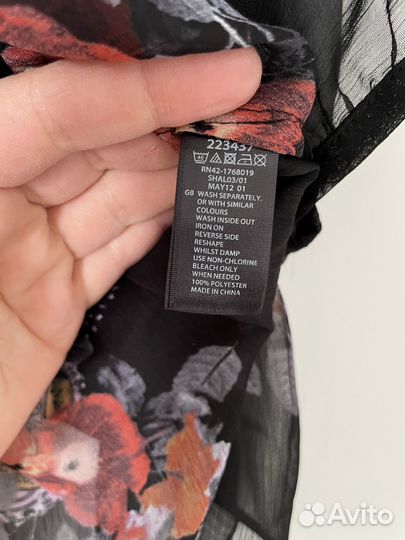 223437
40
RN42-1768019
SHAL03/01
MAY12 01
GB WASH SEPARATELY
OR WITH SIMILAR
COLOURS
WASH INSIDE OUT
IRON ON
REVERSE SIDE
RESHAPE
WHILST DAMP
USE NON-CHLORINE
BLEACH ONLY
WHEN NEEDED
100% POLYESTER
MADE IN CHINA
Avito